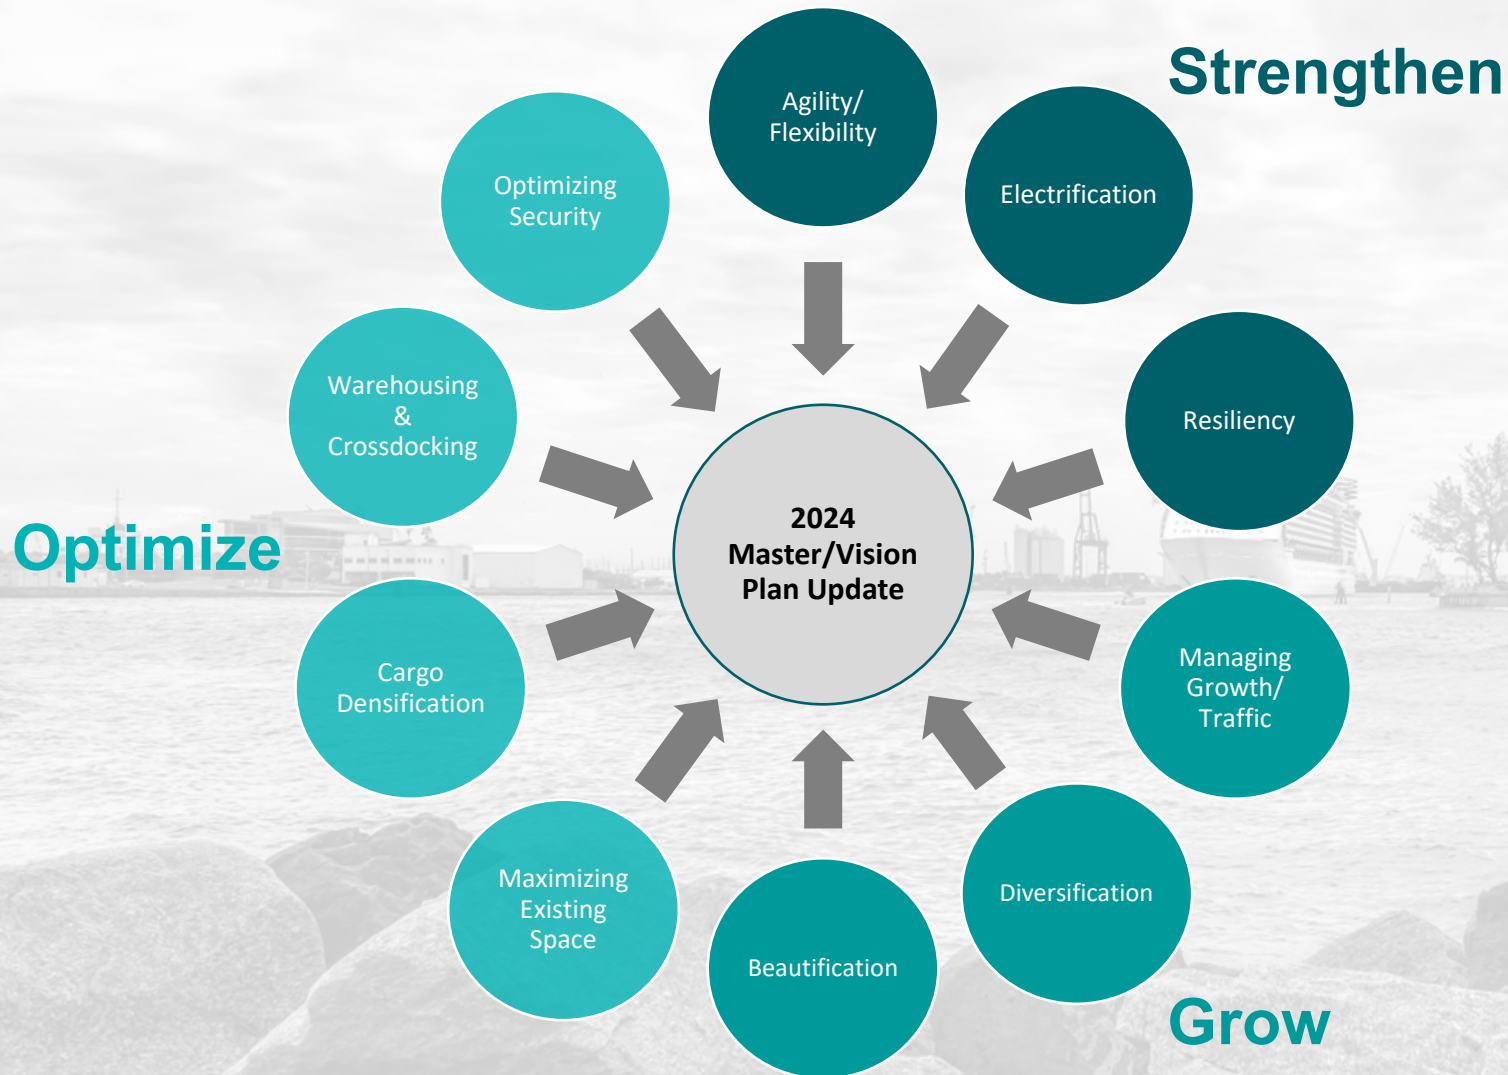 Strengthen
Agility/
Flexibility
Electrification
Resiliency
Managing
Growth/
Traffic
Diversification
Grow
Beautification
Maximizing
Existing
Space
Cargo
Densification
Optimize
Warehousing
&
Crossdocking
Optimizing
Security
2024
Master/Vision
Plan Update